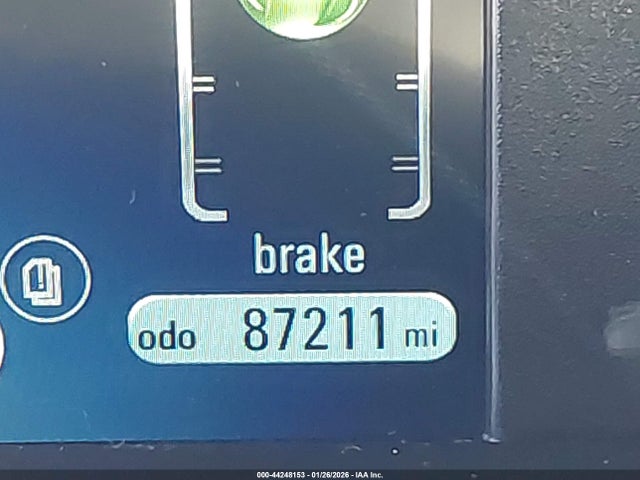 brake
odo 87211 mi
000-44248153 - 01/26/2026 - IAA Inc.